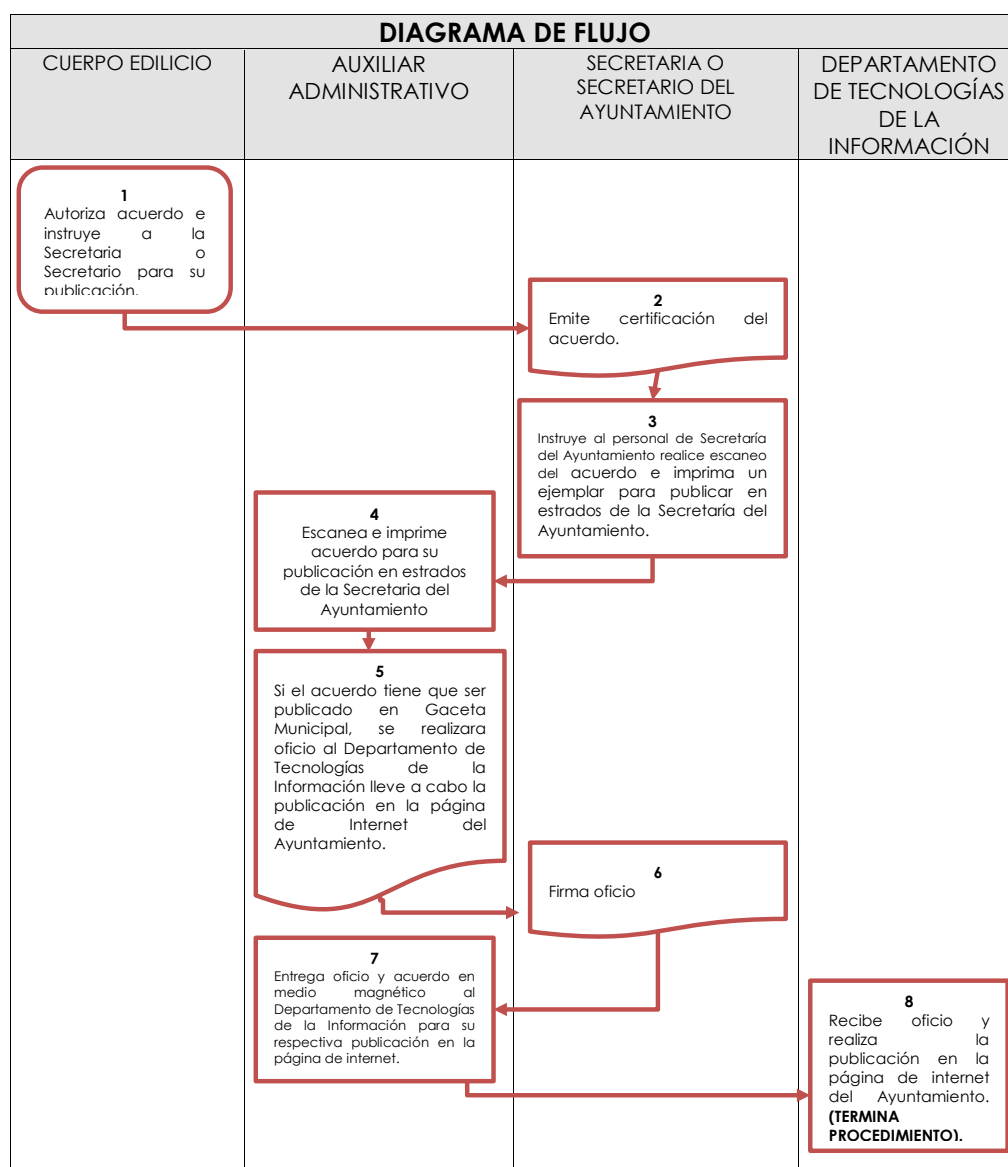 DIAGRAMA DE FLUJO
CUERPO EDILICIO
AUXILIAR
ADMINISTRATIVO
SECRETARIA O
SECRETARIO DEL
AYUNTAMIENTO
DEPARTAMENTO
DE TECNOLOGÍAS
DE LA
INFORMACIÓN
1
Autoriza acuerdo e
instruye a la
Secretaria o
Secretario para su
publicación.
2
Emite certificación del
acuerdo.
3
Instruye al personal de Secretaría
del Ayuntamiento realice escaneo
del acuerdo e imprima un
ejemplar para publicar en
estrados de la Secretaría del
Ayuntamiento.
4
Escanea e imprime
acuerdo para su
publicación en estrados
de la Secretaria del
Ayuntamiento
5
Si el acuerdo tiene que ser
publicado en Gaceta
Municipal, se realizara
oficio al Departamento de
Tecnologías de la
Información lleve a cabo la
publicación en la página
de Internet del
Ayuntamiento.
6
Firma oficio
7
Entrega oficio y acuerdo en
medio magnético al
Departamento de Tecnologías
de la Información para su
respectiva publicación en la
página de internet.
8
Recibe oficio y
realiza la
publicación en la
página de internet
del Ayuntamiento.
(TERMINA
PROCEDIMIENTO).